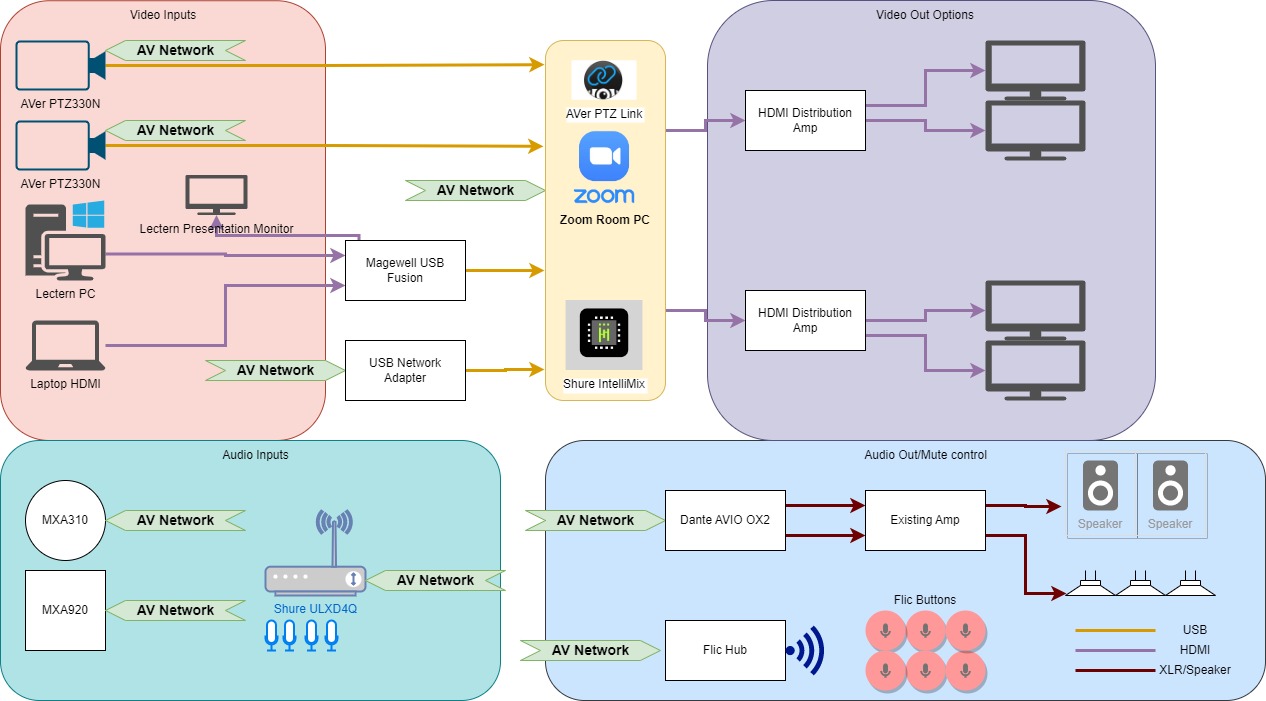 Video Inputs
AV Network
AVer PTZ330N
AV Network
AVer PTZ330N
Lectern Presentation Monitor
Lectern PC
Laptop HDMI
AV Network
Magewell USB
Fusion
USB Network
Adapter
AV Network
AVer PTZ Link
zoom
Zoom Room PC
Shure IntelliMix
Video Out Options
HDMI Distribution
Amp
HDMI Distribution
Amp
Audio Inputs
MXA310
AV Network
MXA920
AV Network
Shure ULXD4Q
AV Network
Audio Out/Mute control
AV Network
Dante AVIO OX2
Existing Amp
Speaker
Speaker
AV Network
Flic Hub
Flic Buttons
USB
HDMI
XLR/Speaker